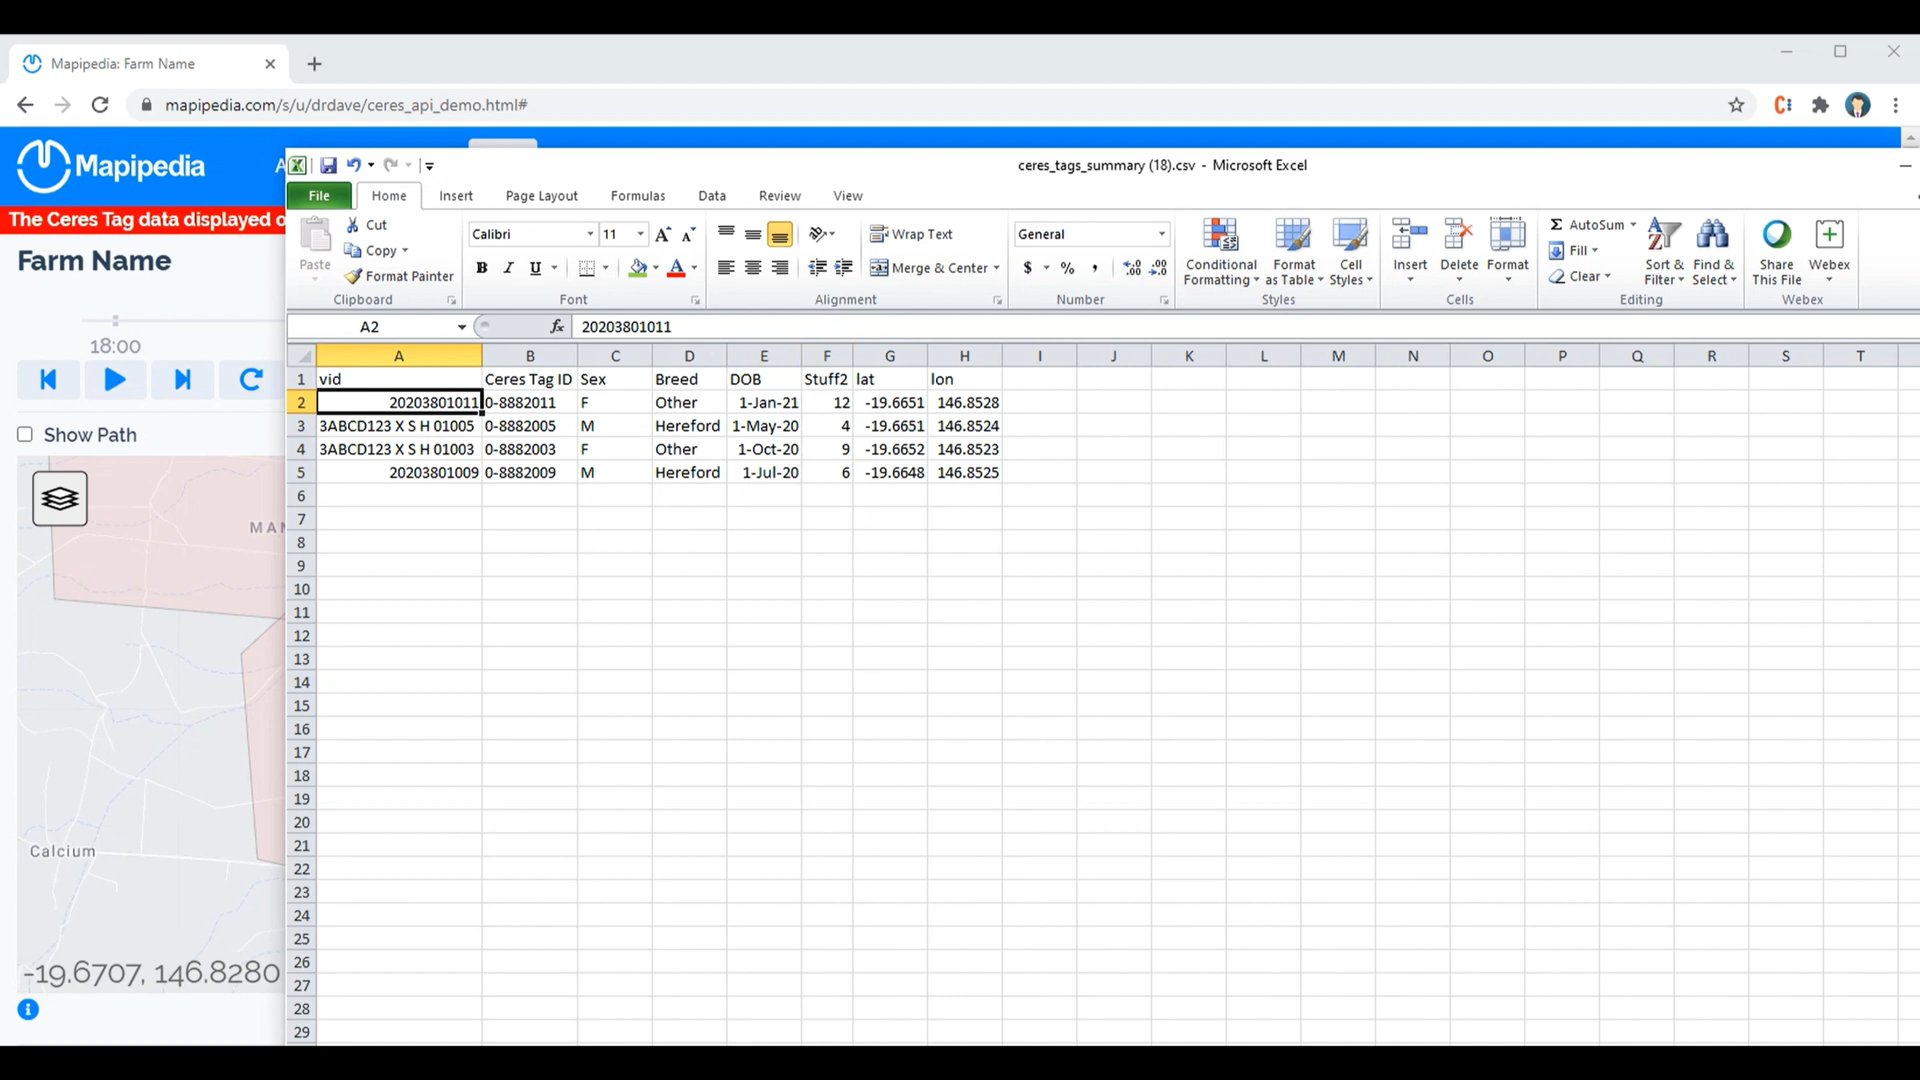 Mapipedia: Farm Name
mapipedia.com/s/u/drdave/ceres_api_demo.html#
Mapipedia
A
The Ceres Tag data displayed o
Farm Name
18:00
Show Path
MAN
Calcium
-19.6707, 146.8280
ceres_tags_summary (18).csv - Microsoft Excel
File Home Insert Page Layout Formulas Data Review View
Paste
Cut
Copy
Format Painter
Clipboard
Calibri 11
B I U
Font
Wrap Text
Merge & Center
Alignment
General
$ % ,
Number
Conditional Formatting
Format as Table
Cell Styles
Styles
Insert Delete Format
Cells
Σ AutoSum
Fill
Clear
Sort & Filter
Find & Select
Editing
Share This File
Webex
Webex
A2 fx 20203801011
A B C D E F G H I J K L M N O P Q R S T
1 vid Ceres Tag ID Sex Breed DOB Stuff2 lat lon
2 20203801011 0-8882011 F Other 1-Jan-21 12 -19.6651 146.8528
3 3ABCD123 X S H 01005 0-8882005 M Hereford 1-May-20 4 -19.6651 146.8524
4 3ABCD123 X S H 01003 0-8882003 F Other 1-Oct-20 9 -19.6652 146.8523
5 20203801009 0-8882009 M Hereford 1-Jul-20 6 -19.6648 146.8525
6
7
8
9
10
11
12
13
14
15
16
17
18
19
20
21
22
23
24
25
26
27
28
29